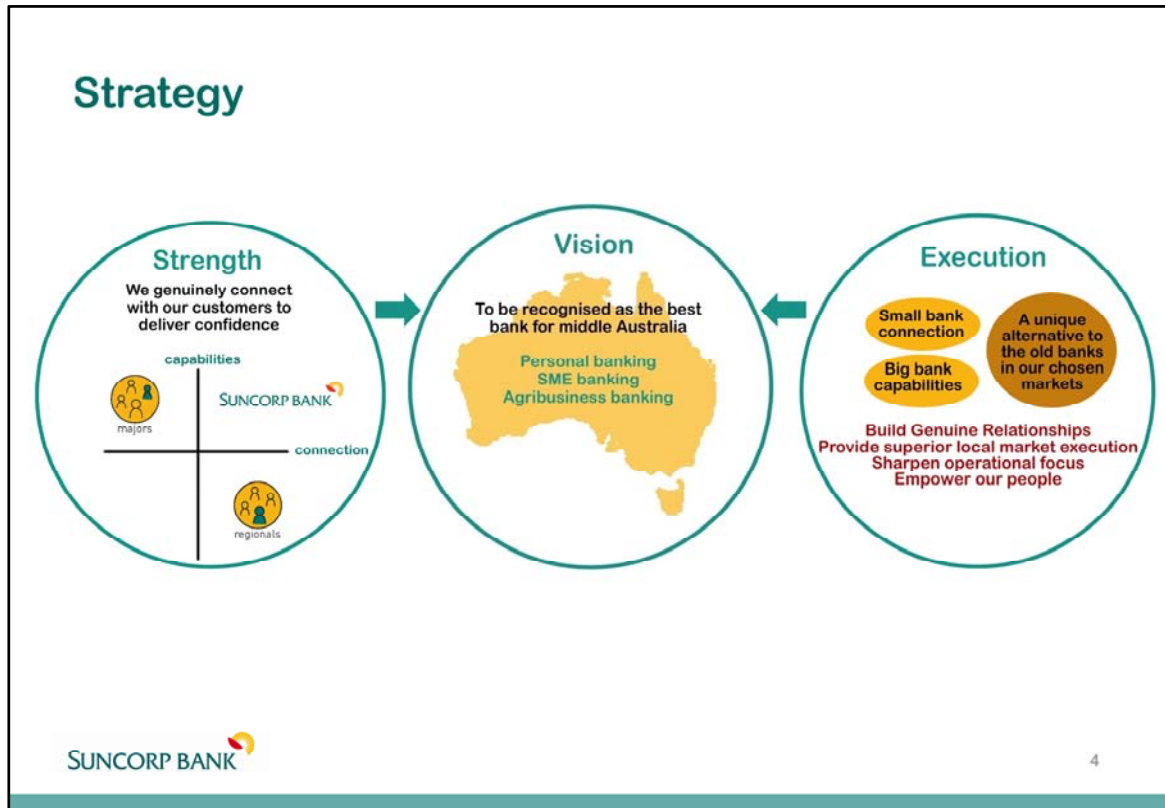 Strategy
Strength
We genuinely connect
with our customers to
deliver confidence
capabilities
majors
SUNCORP BANK
connection
regionals
Vision
To be recognised as the best
bank for middle Australia
Personal banking
SME banking
Agribusiness banking
Execution
Small bank
connection
Big bank
capabilities
A unique
alternative to
the old banks
in our chosen
markets
Build Genuine Relationships
Provide superior local market execution
Sharpen operational focus
Empower our people
SUNCORP BANK
4